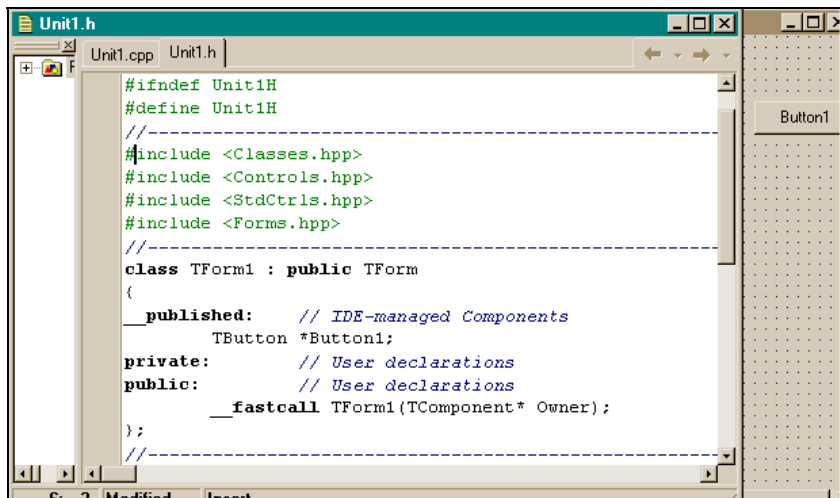 Unit1.h
Unit1.cpp Unit1.h
#ifndef Unit1H
#define Unit1H
//------------------------------------------------------
#include <Classes.hpp>
#include <Controls.hpp>
#include <StdCtrls.hpp>
#include <Forms.hpp>
//------------------------------------------------------
class TForm1 : public TForm
{
__published: // IDE-managed Components
TButton *Button1;
private: // User declarations
public: // User declarations
__fastcall TForm1(TComponent* Owner);
};
//------------------------------------------------------
Modified Insert
Button1